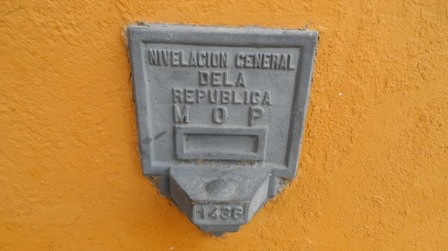 NIVELACION GENERAL
DE LA
REPUBLICA
M O P
1436